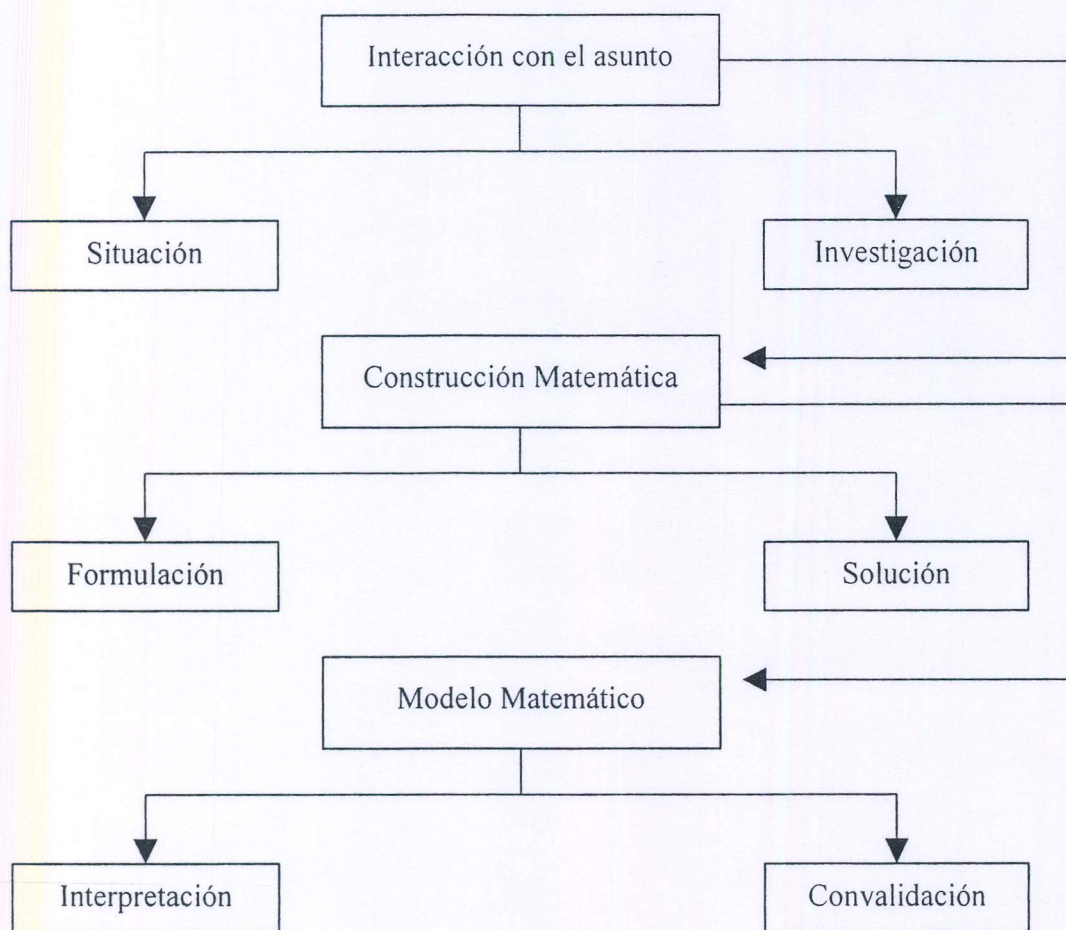 Interacción con el asunto
Situación
Investigación
Construcción Matemática
Formulación
Solución
Modelo Matemático
Interpretación
Convalidación